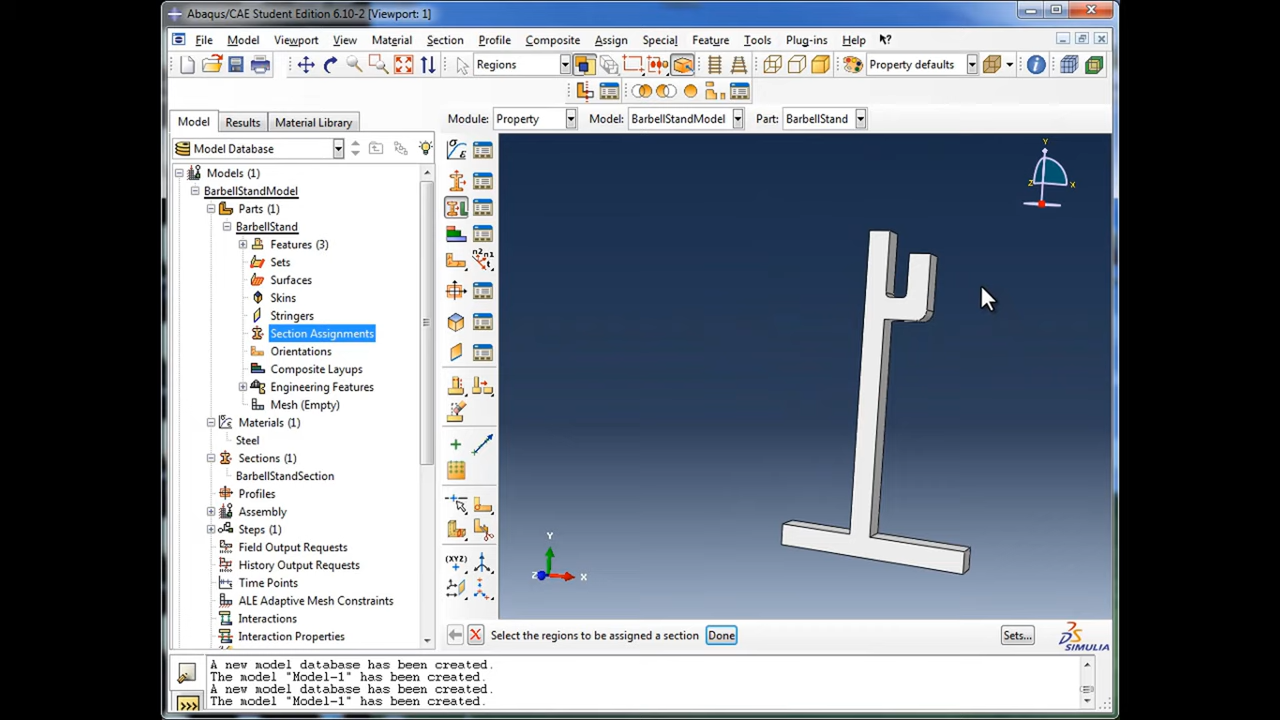 Abaqus/CAE Student Edition 6.10-2 [Viewport: 1]
File Model Viewport View Material Section Profile Composite Assign Special Feature Tools Plug-ins Help
Regions Property defaults
Model Results Material Library Module: Property Model: BarbellStandModel Part: BarbellStand
Model Database
Models (1)
BarbellStandModel
Parts (1)
BarbellStand
Features (3)
Sets
Surfaces
Skins
Stringers
Section Assignments
Orientations
Composite Layups
Engineering Features
Mesh (Empty)
Materials (1)
Steel
Sections (1)
BarbellStandSection
Profiles
Assembly
Steps (1)
Field Output Requests
History Output Requests
Time Points
ALE Adaptive Mesh Constraints
Interactions
Interaction Properties
n2 n1
(XYZ)
Y
Z X
Y
Z X
Select the regions to be assigned a section Done Sets...
SIMULIA
A new model database has been created.
The model "Model-1" has been created.
A new model database has been created.
The model "Model-1" has been created.
>>>